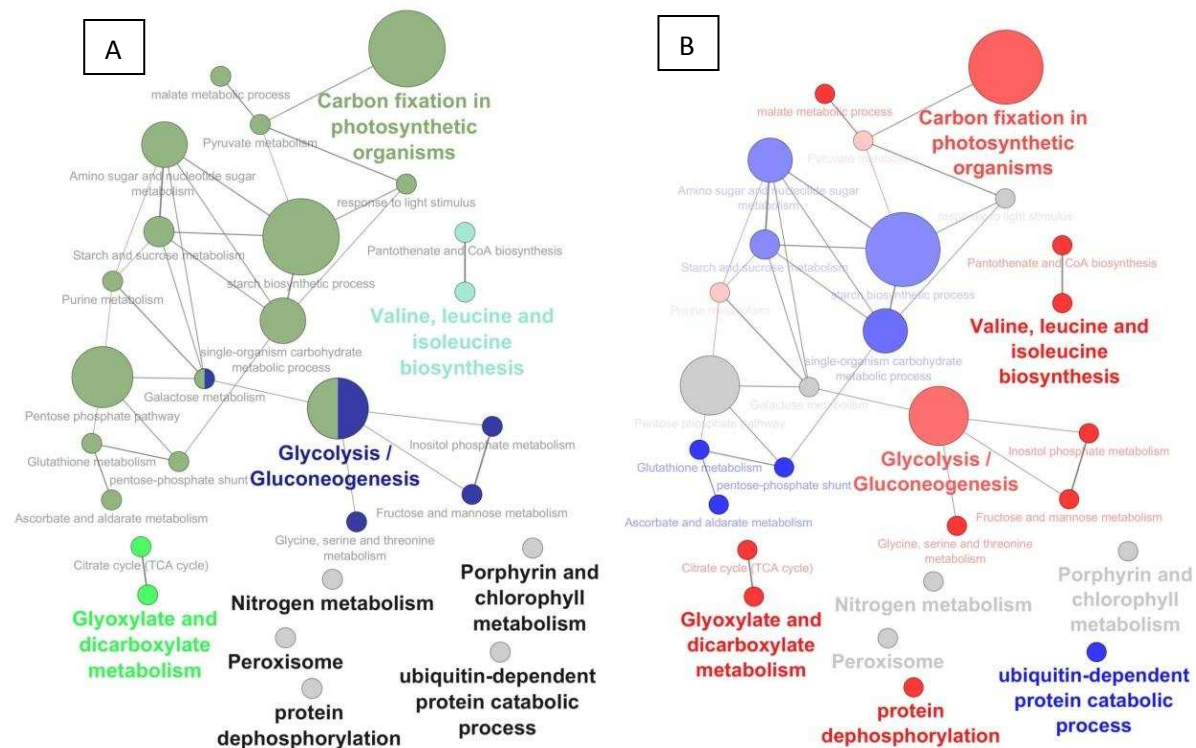 A
malate metabolic process
Carbon fixation in
photosynthetic
organisms
Pyruvate metabolism
Amino sugar and nucleotide sugar
metabolism
response to light stimulus
Pantothenate and CoA biosynthesis
Starch and sucrose metabolism
starch biosynthetic process
Purine metabolism
Valine, leucine and
isoleucine
biosynthesis
single-organism carbohydrate
metabolic process
Galactose metabolism
Pentose phosphate pathway
Inositol phosphate metabolism
Glycolysis /
Gluconeogenesis
Glutathione metabolism
pentose-phosphate shunt
Ascorbate and aldarate metabolism
Fructose and mannose metabolism
Glycine, serine and threonine
metabolism
Citrate cycle (TCA cycle)
Porphyrin and
chlorophyll
metabolism
Nitrogen metabolism
Glyoxylate and
dicarboxylate
metabolism
Peroxisome
ubiquitin-dependent
protein catabolic
process
protein
dephosphorylation
B
malate metabolic process
Carbon fixation in
photosynthetic
organisms
Pyruvate metabolism
Amino sugar and nucleotide sugar
metabolism
response to light stimulus
Pantothenate and CoA biosynthesis
Starch and sucrose metabolism
starch biosynthetic process
Purine metabolism
Valine, leucine and
isoleucine
biosynthesis
single-organism carbohydrate
metabolic process
Galactose metabolism
Pentose phosphate pathway
Inositol phosphate metabolism
Glycolysis /
Gluconeogenesis
Glutathione metabolism
pentose-phosphate shunt
Ascorbate and aldarate metabolism
Fructose and mannose metabolism
Glycine, serine and threonine
metabolism
Citrate cycle (TCA cycle)
Porphyrin and
chlorophyll
metabolism
Nitrogen metabolism
Glyoxylate and
dicarboxylate
metabolism
Peroxisome
ubiquitin-dependent
protein catabolic
process
protein
dephosphorylation